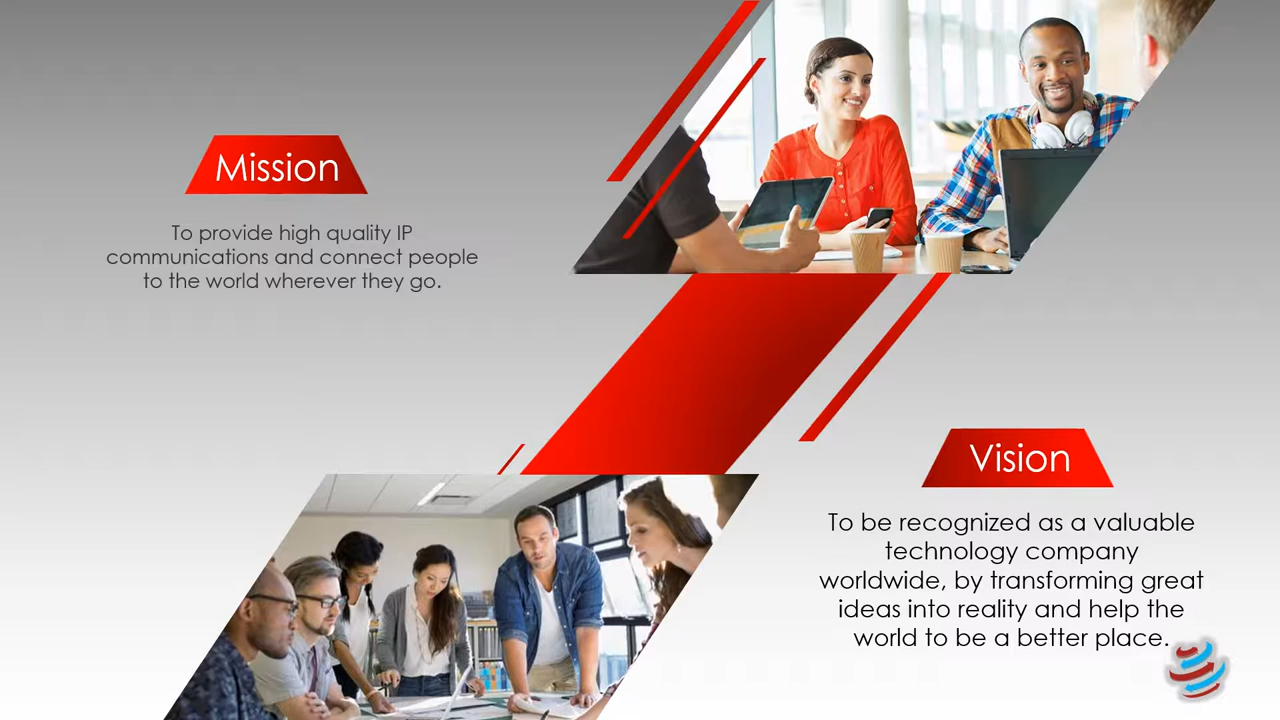 Mission
To provide high quality IP
communications and connect people
to the world wherever they go.
Vision
To be recognized as a valuable
technology company
worldwide, by transforming great
ideas into reality and help the
world to be a better place.